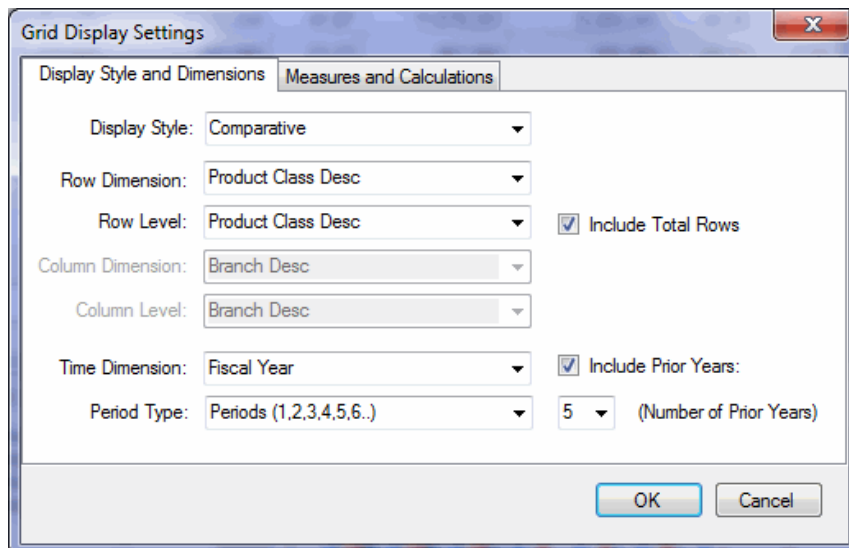 Grid Display Settings
Display Style and Dimensions Measures and Calculations
Display Style: Comparative
Row Dimension: Product Class Desc
Row Level: Product Class Desc Include Total Rows
Column Dimension: Branch Desc
Column Level: Branch Desc
Time Dimension: Fiscal Year Include Prior Years:
Period Type: Periods (1,2,3,4,5,6..) 5 (Number of Prior Years)
OK Cancel